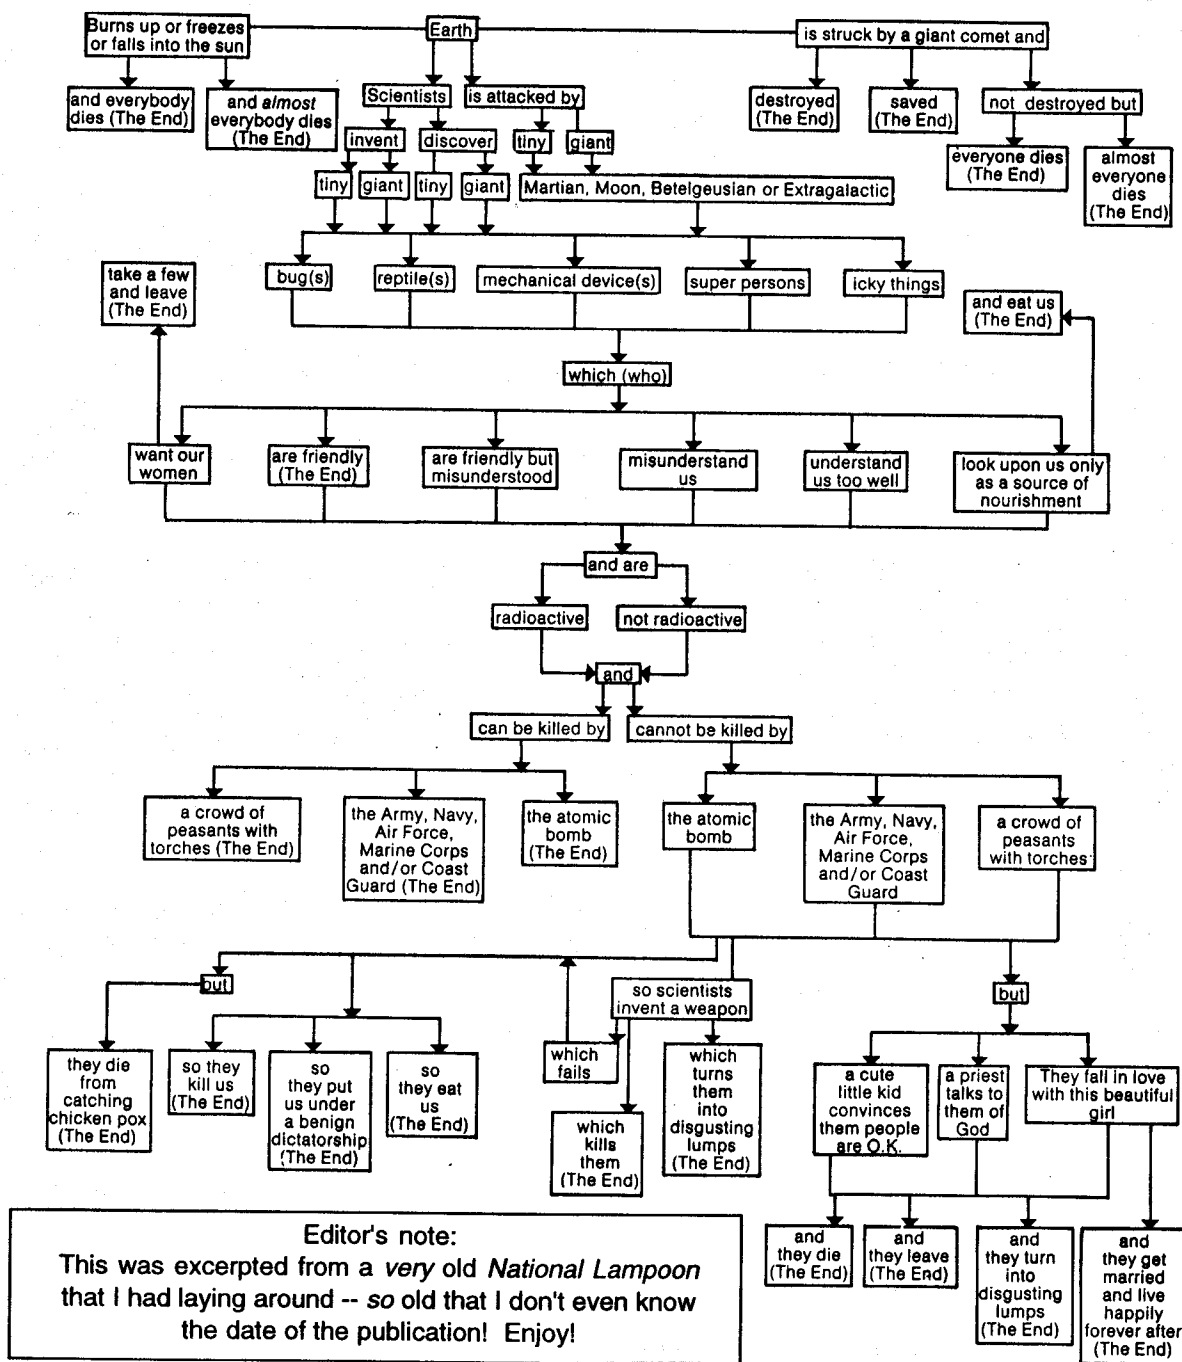 Burns up or freezes
or falls into the sun
Earth
is struck by a giant comet and
and everybody
dies (The End)
and almost
everybody dies
(The End)
Scientists
is attacked by
destroyed
(The End)
saved
(The End)
not destroyed but
invent
discover
tiny
giant
everyone dies
(The End)
almost
everyone
dies
(The End)
tiny
giant
tiny
giant
Martian, Moon, Betelgeusian or Extragalactic
take a few
and leave
(The End)
bug(s)
reptile(s)
mechanical device(s)
super persons
icky things
and eat us
(The End)
which (who)
want our
women
are friendly
(The End)
are friendly but
misunderstood
misunderstand
us
understand
us too well
look upon us only
as a source of
nourishment
and are
radioactive
not radioactive
and
can be killed by
cannot be killed by
a crowd of
peasants with
torches (The End)
the Army, Navy,
Air Force,
Marine Corps
and/or Coast
Guard (The End)
the atomic
bomb
(The End)
the atomic
bomb
the Army, Navy,
Air Force,
Marine Corps
and/or Coast
Guard
a crowd of
peasants
with torches
but
so scientists
invent a weapon
but
they die
from
catching
chicken pox
(The End)
so they
kill us
(The End)
so
they put
us under
a benign
dictatorship
(The End)
so
they eat
us
(The End)
which
fails
which
kills
them
(The End)
which
turns
them
into
disgusting
lumps
(The End)
a cute
little kid
convinces
them people
are O.K.
a priest
talks to
them of
God
They fall in love
with this beautiful
girl
and
they die
(The End)
and
they leave
(The End)
and
they turn
into
disgusting
lumps
(The End)
and
they get
married
and live
happily
forever after
(The End)
Editor's note:
This was excerpted from a very old National Lampoon
that I had laying around -- so old that I don't even know
the date of the publication! Enjoy!